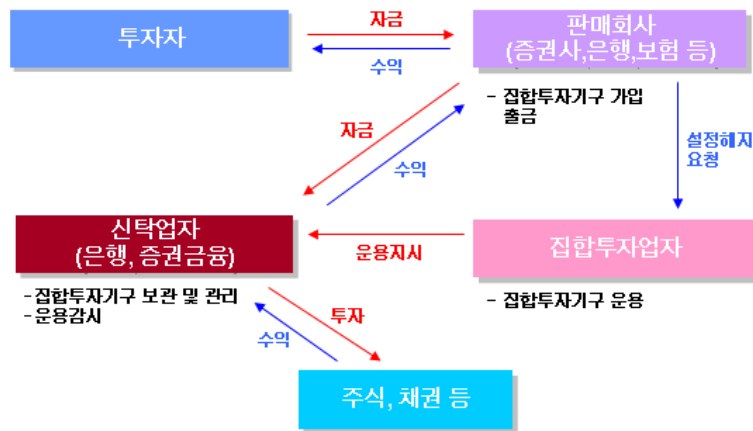 투자자
자금
수익
판매회사
(증권사,은행,보험 등)
- 집합투자기구 가입
출금
자금
수익
설정해지
요청
신탁업자
(은행, 증권금융)
운용지시
집합투자업자
-집합투자기구 보관 및 관리
-운용감시
- 집합투자기구 운용
투자
수익
주식, 채권 등